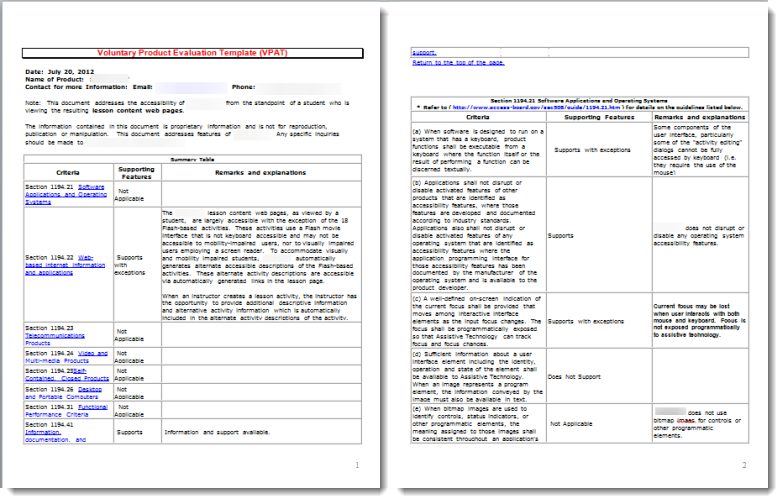 Voluntary Product Evaluation Template (VPAT)
Date: July 20, 2012
Name of Product:
Contact for more Information: Email: Phone:
Note: This document addresses the accessibility of from the standpoint of a student who is
viewing the resulting lesson content web pages.
The information contained in this document is proprietary information and is not for reproduction,
publication or manipulation. This document addresses features of Any specific inquiries
should be made to
Summary Table
Criteria
Supporting
Features
Remarks and explanations
Section 1194.21 Software
Applications and Operating
Systems
Not
Applicable
Section 1194.22 Web-
based Internet Information
and applications
Supports
with
exceptions
The lesson content web pages, as viewed by a
student, are largely accessible with the exception of the 18
Flash-based activities. These activities use a Flash movie
interface that is not keyboard accessible and may not be
accessible to mobility-impaired users, nor to visually impaired
users employing a screen reader. To accommodate visually
and mobility impaired students, automatically
generates alternate accessible descriptions of the Flash-based
activities. These alternate activity descriptions are accessible
via automatically generated links in the lesson page.
When an instructor creates a lesson activity, the instructor has
the opportunity to provide additional descriptive information
and alternative activity information which is automatically
included in the alternate activity descriptions of the activity.
Section 1194.23
Telecommunications
Products
Not
Applicable
Section 1194.24 Video and
Multi-media Products
Not
Applicable
Section 1194.25Self-
Contained, Closed Products
Not
Applicable
Section 1194.26 Desktop
and Portable Computers
Not
Applicable
Section 1194.31 Functional
Performance Criteria
Not
Applicable
Section 1194.41
Information,
documentation, and
Supports
Information and support available.
1
support.
Return to the top of the page.
Section 1194.21 Software Applications and Operating Systems
* Refer to ( http://www.access-board.gov/sec508/guide/1194.21.htm ) for details on the guidelines listed below.
Criteria
Supporting Features
Remarks and explanations
(a) When software is designed to run on a
system that has a keyboard, product
functions shall be executable from a
keyboard where the function itself or the
result of performing a function can be
discerned textually.
Supports with exceptions
Some components of the
user interface, particularly
some of the "activity editing"
dialogs cannot be fully
accessed by keyboard (i.e.
they require the use of the
mouse)
(b) Applications shall not disrupt or
disable activated features of other
products that are identified as
accessibility features, where those
features are developed and documented
according to industry standards.
Applications also shall not disrupt or
disable activated features of any
operating system that are identified as
accessibility features where the
application programming interface for
those accessibility features has been
documented by the manufacturer of the
operating system and is available to the
product developer.
Supports
does not disrupt or
disable any operating system
accessibility features.
(c) A well-defined on-screen indication of
the current focus shall be provided that
moves among interactive interface
elements as the input focus changes. The
focus shall be programmatically exposed
so that Assistive Technology can track
focus and focus changes.
Supports with exceptions
Current focus may be lost
when user interacts with both
mouse and keyboard. Focus is
not exposed programmatically
to assistive technology.
(d) Sufficient information about a user
interface element including the identity,
operation and state of the element shall
be available to Assistive Technology.
When an image represents a program
element, the information conveyed by the
image must also be available in text.
Does Not Support
(e) When bitmap images are used to
identify controls, status indicators, or
other programmatic elements, the
meaning assigned to those images shall
be consistent throughout an application's
Not Applicable
does not use
bitmap images for controls or
other programmatic
elements.
2